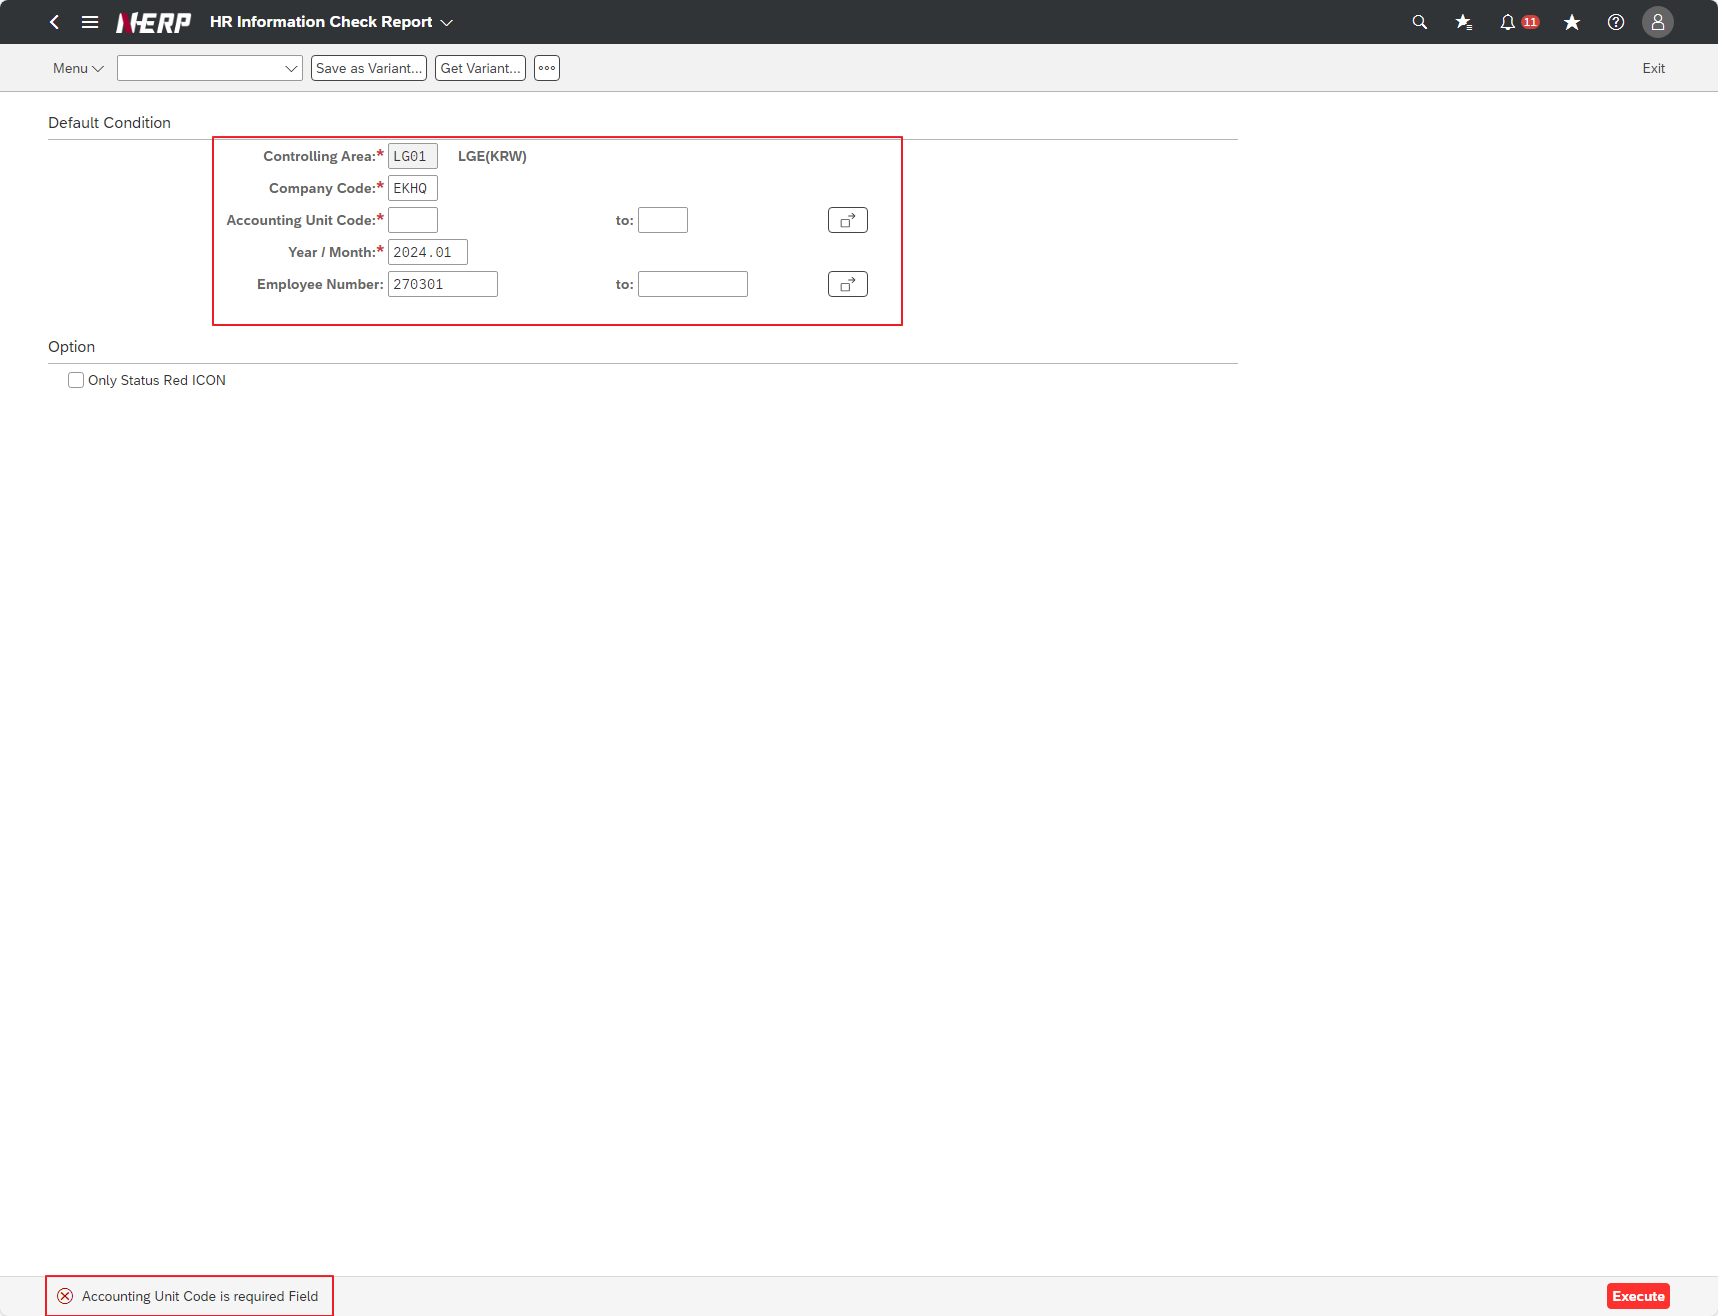 NERP HR Information Check Report 11
Menu Save as Variant... Get Variant... Exit
Default Condition
Controlling Area:* LG01 LGE(KRW)
Company Code:* EKHQ
Accounting Unit Code:* to:
Year / Month:* 2024.01
Employee Number: 270301 to:
Option
Only Status Red ICON
Accounting Unit Code is required Field Execute